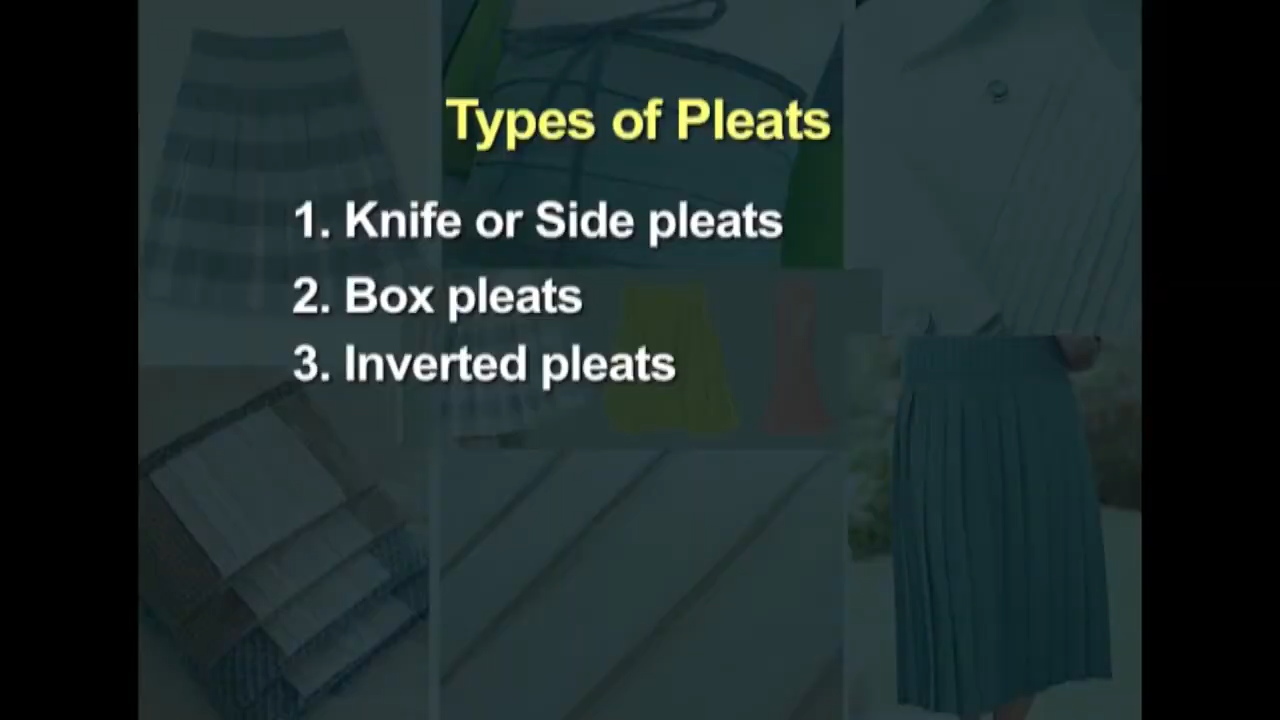 Types of Pleats
1. Knife or Side pleats
2. Box pleats
3. Inverted pleats